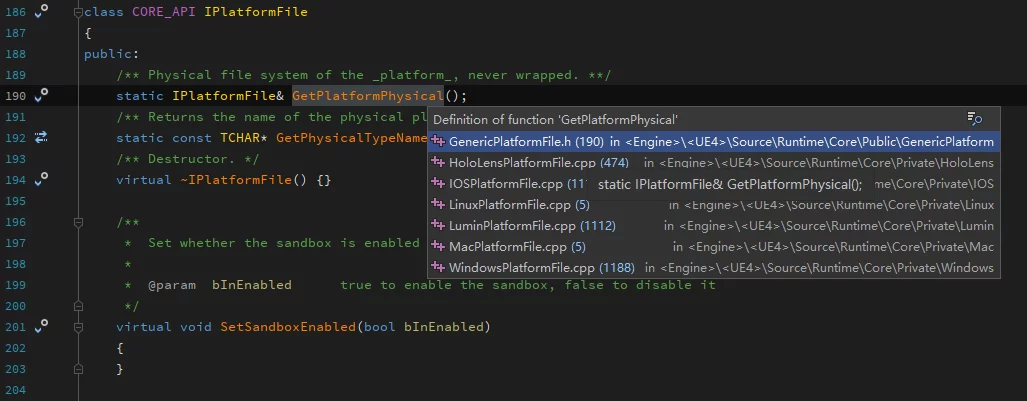 186 class CORE_API IPlatformFile
187 {
188 public:
189 /** Physical file system of the _platform_, never wrapped. **/
190 static IPlatformFile& GetPlatformPhysical();
191 /** Returns the name of the physical pl
192 static const TCHAR* GetPhysicalTypeName
193 /** Destructor. */
194 virtual ~IPlatformFile() {}
195
196 /**
197 * Set whether the sandbox is enabled
198 *
199 * @param bInEnabled true to enable the sandbox, false to disable it
200 */
201 virtual void SetSandboxEnabled(bool bInEnabled)
202 {
203 }
204
Definition of function 'GetPlatformPhysical'
GenericPlatformFile.h (190) in <Engine>\<UE4>\Source\Runtime\Core\Public\GenericPlatform
HoloLensPlatformFile.cpp (474) in <Engine>\<UE4>\Source\Runtime\Core\Private\HoloLens
IOSPlatformFile.cpp (11 static IPlatformFile& GetPlatformPhysical(); me\Core\Private\IOS
LinuxPlatformFile.cpp (5) in <Engine>\<UE4>\Source\Runtime\Core\Private\Linux
LuminPlatformFile.cpp (1112) in <Engine>\<UE4>\Source\Runtime\Core\Private\Lumin
MacPlatformFile.cpp (5) in <Engine>\<UE4>\Source\Runtime\Core\Private\Mac
WindowsPlatformFile.cpp (1188) in <Engine>\<UE4>\Source\Runtime\Core\Private\Windows